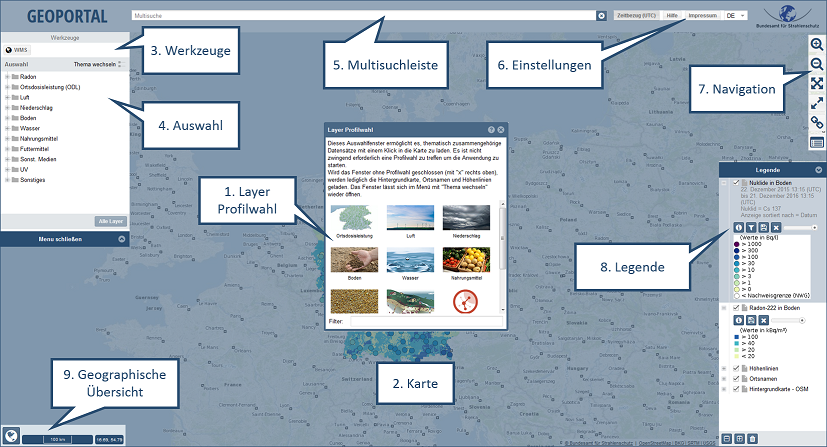 GEOPORTAL
Multisuche
Zeitbezug (UTC)
Hilfe
Impressum
DE
Bundesamt für Strahlenschutz
Werkzeuge
WMS
Auswahl
Thema wechseln
Radon
Ortsdosisleistung (ODL)
Luft
Niederschlag
Boden
Wasser
Nahrungsmittel
Futtermittel
Sonst. Medien
UV
Sonstiges
Alle Layer
Menu schließen
3. Werkzeuge
4. Auswahl
5. Multisuchleiste
6. Einstellungen
7. Navigation
1. Layer
Profilwahl
Layer Profilwahl
Dieses Auswahlfenster ermöglicht es, thematisch zusammengehörige
Datensätze mit einem Klick in die Karte zu laden. Es ist nicht
zwingend erforderlich eine Profilwahl zu treffen um die Anwendung zu
starten.
Wird das Fenster ohne Profilwahl geschlossen (mit "x" rechts oben),
werden lediglich die Hintergrundkarte, Ortsnamen und Höhenlinien
geladen. Das Fenster lässt sich im Menü mit "Thema wechseln"
wieder öffnen.
Ortsdosisleistung
Luft
Niederschlag
Boden
Wasser
Nahrungsmittel
Filter:
2. Karte
8. Legende
Legende
Nuklide in Boden
22. Dezember 2015 13:15 (UTC)
bis 21. Dezember 2016 13:15
(UTC)
Nuklid = Cs 137
Anzeige sortiert nach = Datum
(Werte in Bq/l)
> 1000
> 300
> 100
> 30
> 10
> 3
> 1
> 0
< Nachweisgrenze (NWG)
Radon-222 in Boden
(Werte in kBq/m³)
> 100
> 40
> 20
< 20
Höhenlinien
Ortsnamen
Hintergrundkarte - OSM
9. Geographische
Übersicht
100 km
© Bundesamt für Strahlenschutz | OpenStreetMap | BKG | SRTM | USGS